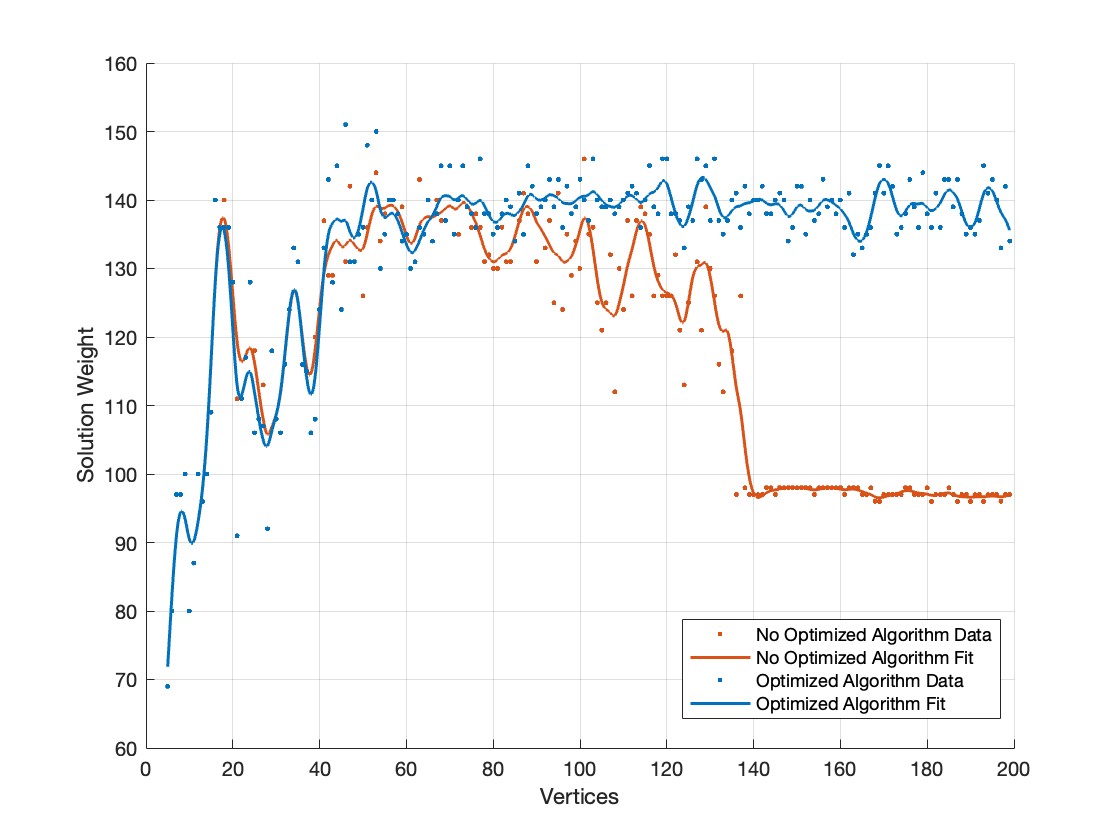 160
150
140
130
120
110
100
90
80
70
60
Solution Weight
No Optimized Algorithm Data
No Optimized Algorithm Fit
Optimized Algorithm Data
Optimized Algorithm Fit
0 20 40 60 80 100 120 140 160 180 200
Vertices